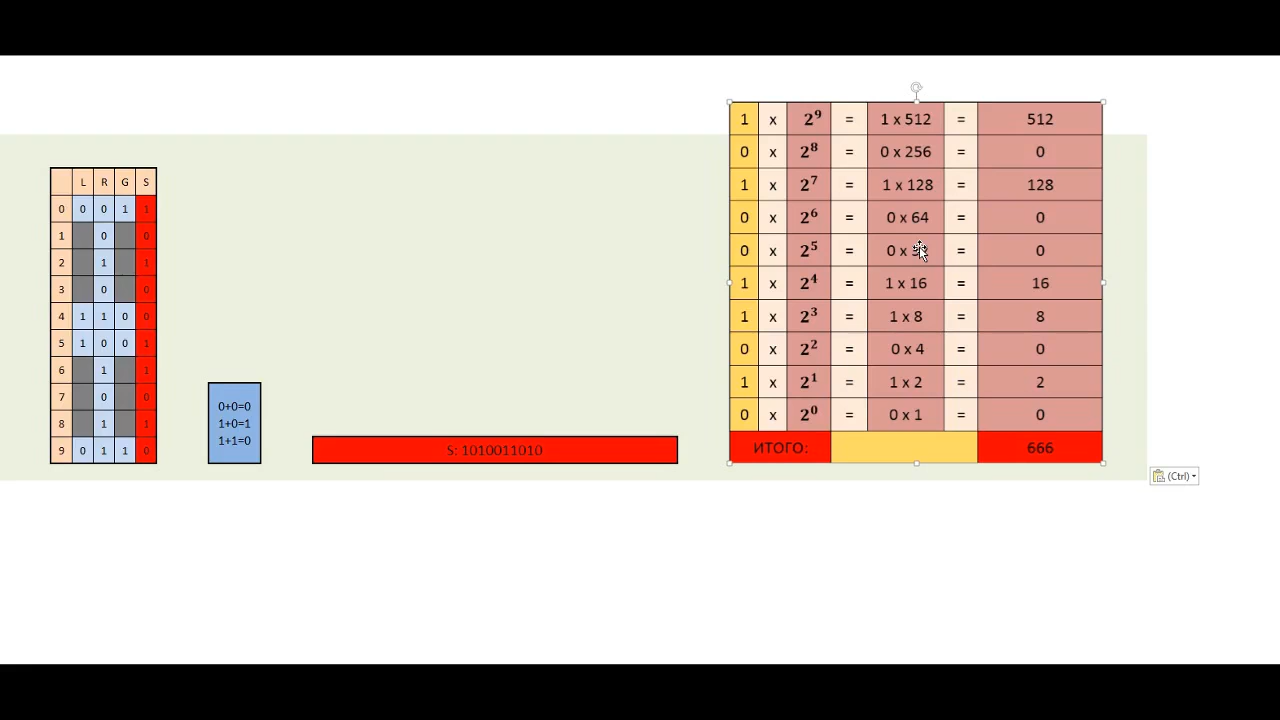 L R G S
0 0 0 1 1
1 0 0
2 1 1
3 0 0
4 1 1 0 0
5 1 0 0 1
6 1 1
7 0 0
8 1 1
9 0 1 1 0
0+0=0
1+0=1
1+1=0
S: 1010011010
1 x 2⁹ = 1 x 512 = 512
0 x 2⁸ = 0 x 256 = 0
1 x 2⁷ = 1 x 128 = 128
0 x 2⁶ = 0 x 64 = 0
0 x 2⁵ = 0 x = 0
1 x 2⁴ = 1 x 16 = 16
1 x 2³ = 1 x 8 = 8
0 x 2² = 0 x 4 = 0
1 x 2¹ = 1 x 2 = 2
0 x 2⁰ = 0 x 1 = 0
ИТОГО: 666
(Ctrl)